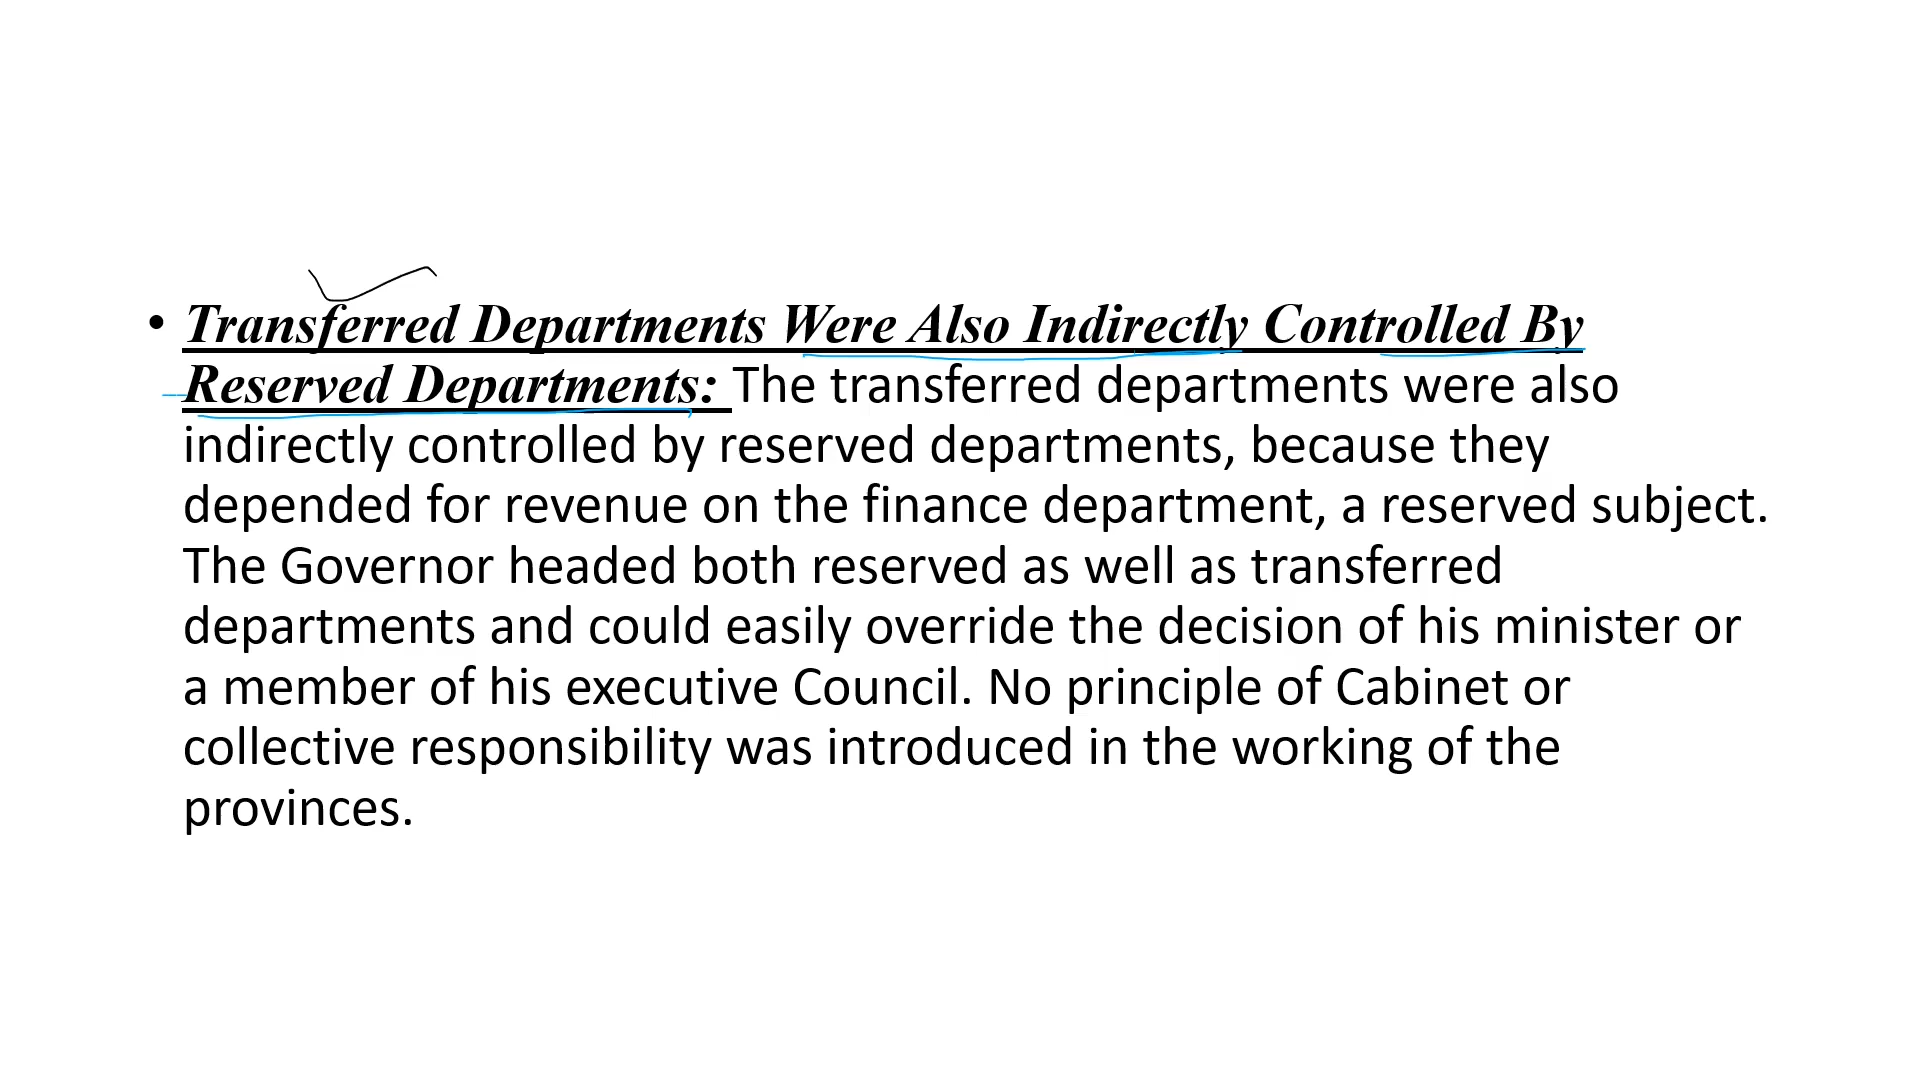 • Transferred Departments Were Also Indirectly Controlled By
Reserved Departments: The transferred departments were also
indirectly controlled by reserved departments, because they
depended for revenue on the finance department, a reserved subject.
The Governor headed both reserved as well as transferred
departments and could easily override the decision of his minister or
a member of his executive Council. No principle of Cabinet or
collective responsibility was introduced in the working of the
provinces.